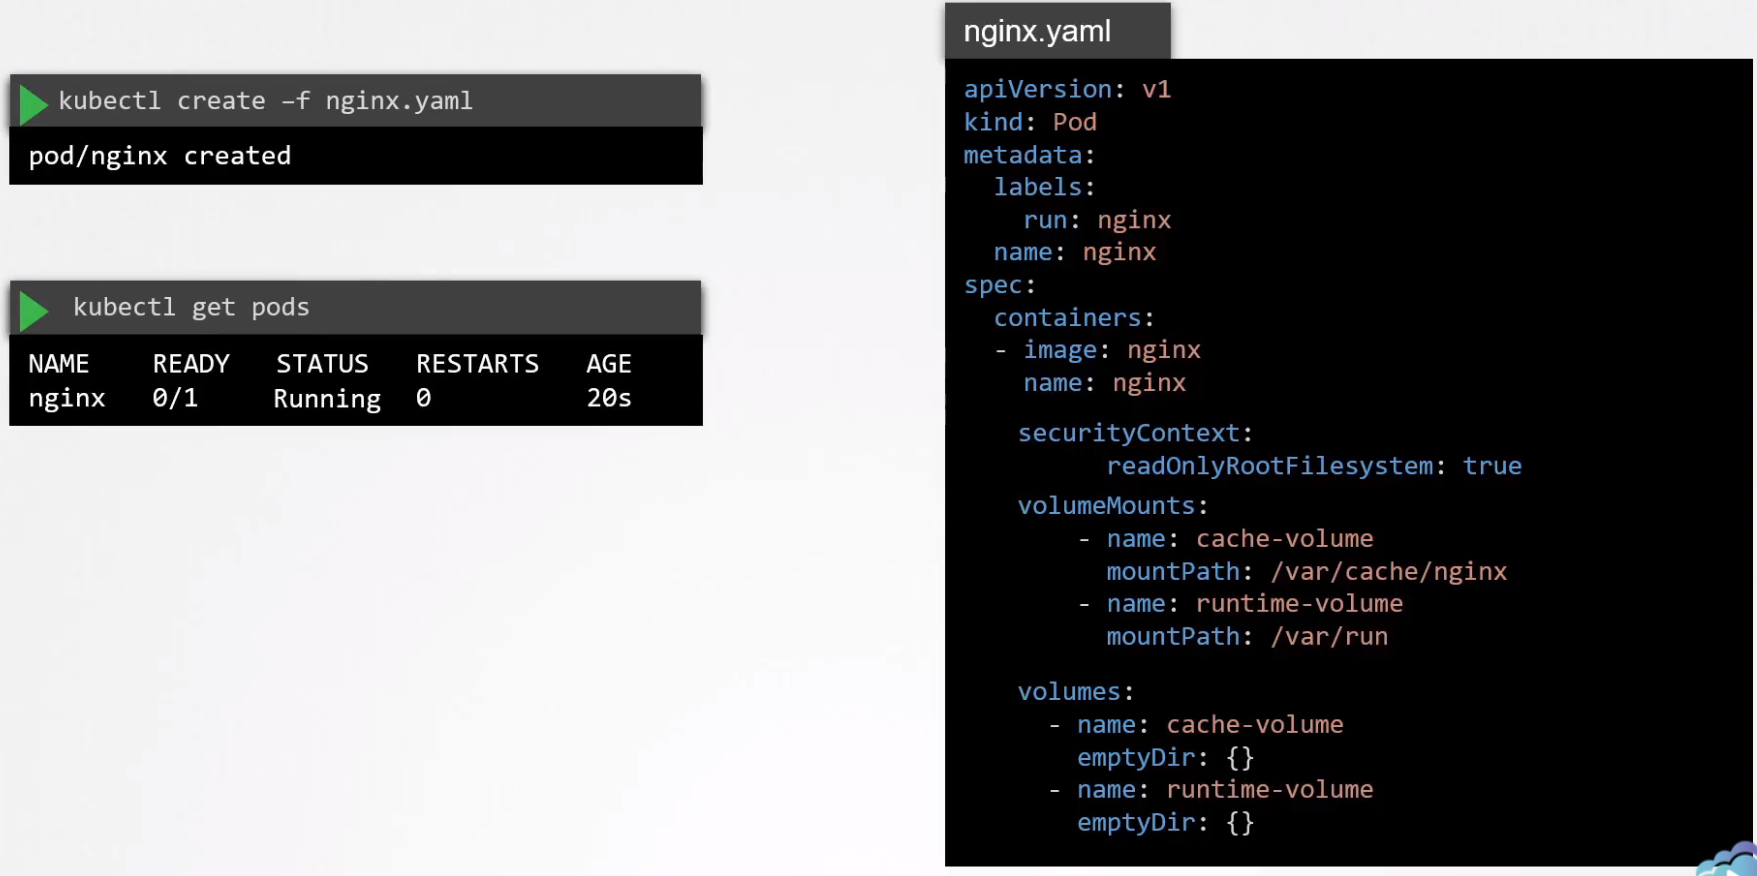 kubectl create –f nginx.yaml
pod/nginx created
kubectl get pods
NAME READY STATUS RESTARTS AGE
nginx 0/1 Running 0 20s
nginx.yaml
apiVersion: v1
kind: Pod
metadata:
  labels:
    run: nginx
  name: nginx
spec:
  containers:
  - image: nginx
    name: nginx
    securityContext:
          readOnlyRootFilesystem: true
    volumeMounts:
        - name: cache-volume
          mountPath: /var/cache/nginx
        - name: runtime-volume
          mountPath: /var/run
    volumes:
      - name: cache-volume
        emptyDir: {}
      - name: runtime-volume
        emptyDir: {}